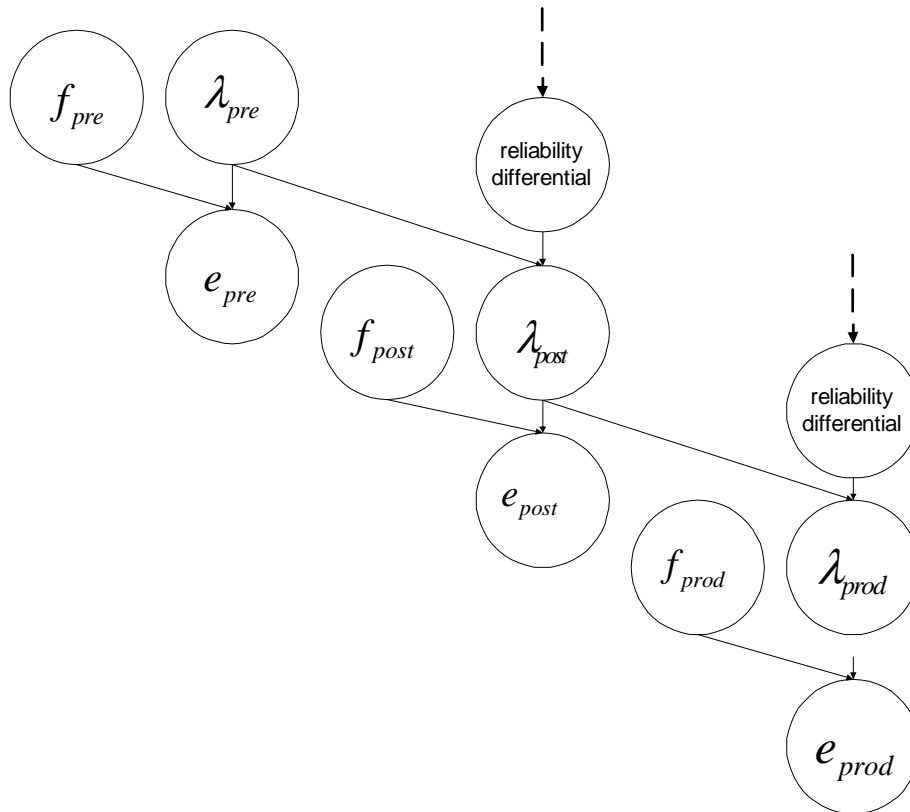 f_pre
λ_pre
reliability
differential
e_pre
f_post
λ_post
reliability
differential
e_post
f_prod
λ_prod
e_prod